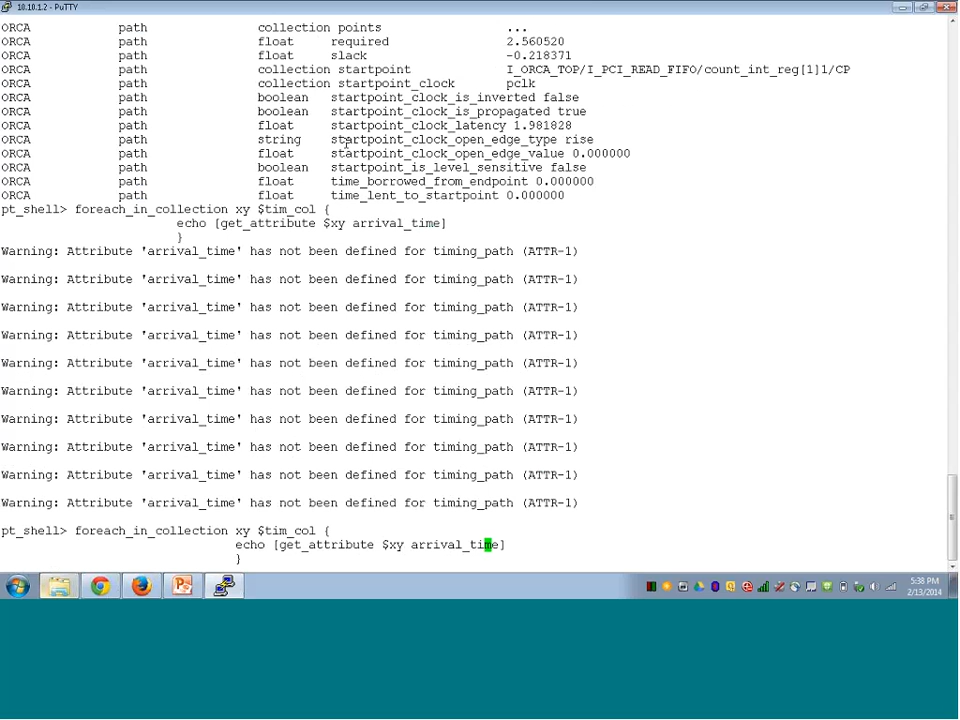 10.10.1.2 - PuTTY
ORCA path collection points ...
ORCA path float required 2.560520
ORCA path float slack -0.218371
ORCA path collection startpoint I_ORCA_TOP/I_PCI_READ_FIFO/count_int_reg[1]1/CP
ORCA path collection startpoint_clock pclk
ORCA path boolean startpoint_clock_is_inverted false
ORCA path boolean startpoint_clock_is_propagated true
ORCA path float startpoint_clock_latency 1.981828
ORCA path string startpoint_clock_open_edge_type rise
ORCA path float startpoint_clock_open_edge_value 0.000000
ORCA path boolean startpoint_is_level_sensitive false
ORCA path float time_borrowed_from_endpoint 0.000000
ORCA path float time_lent_to_startpoint 0.000000
pt_shell> foreach_in_collection xy $tim_col {
echo [get_attribute $xy arrival_time]
}
Warning: Attribute 'arrival_time' has not been defined for timing_path (ATTR-1)
Warning: Attribute 'arrival_time' has not been defined for timing_path (ATTR-1)
Warning: Attribute 'arrival_time' has not been defined for timing_path (ATTR-1)
Warning: Attribute 'arrival_time' has not been defined for timing_path (ATTR-1)
Warning: Attribute 'arrival_time' has not been defined for timing_path (ATTR-1)
Warning: Attribute 'arrival_time' has not been defined for timing_path (ATTR-1)
Warning: Attribute 'arrival_time' has not been defined for timing_path (ATTR-1)
Warning: Attribute 'arrival_time' has not been defined for timing_path (ATTR-1)
Warning: Attribute 'arrival_time' has not been defined for timing_path (ATTR-1)
Warning: Attribute 'arrival_time' has not been defined for timing_path (ATTR-1)
pt_shell> foreach_in_collection xy $tim_col {
echo [get_attribute $xy arrival_time]
}
5:38 PM
2/13/2014